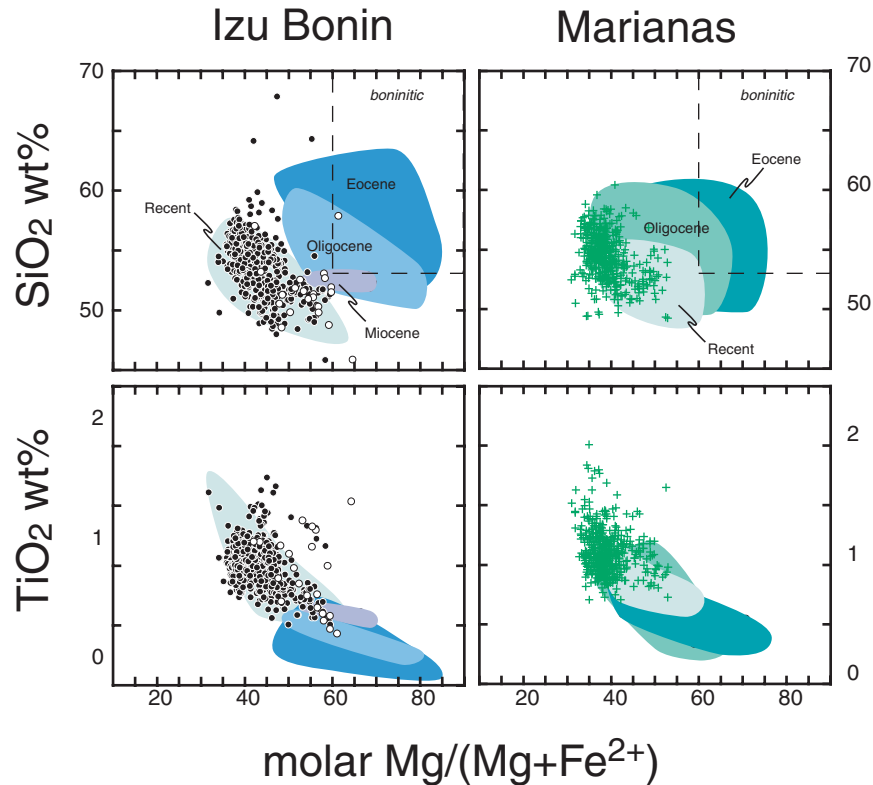 Izu Bonin
Marianas
70
70
boninitic
boninitic
SiO2 wt%
60
60
50
50
Eocene
Recent
Oligocene
Miocene
Eocene
Oligocene
Recent
TiO2 wt%
2
2
1
1
0
0
20 40 60 80
20 40 60 80
molar Mg/(Mg+Fe2+)